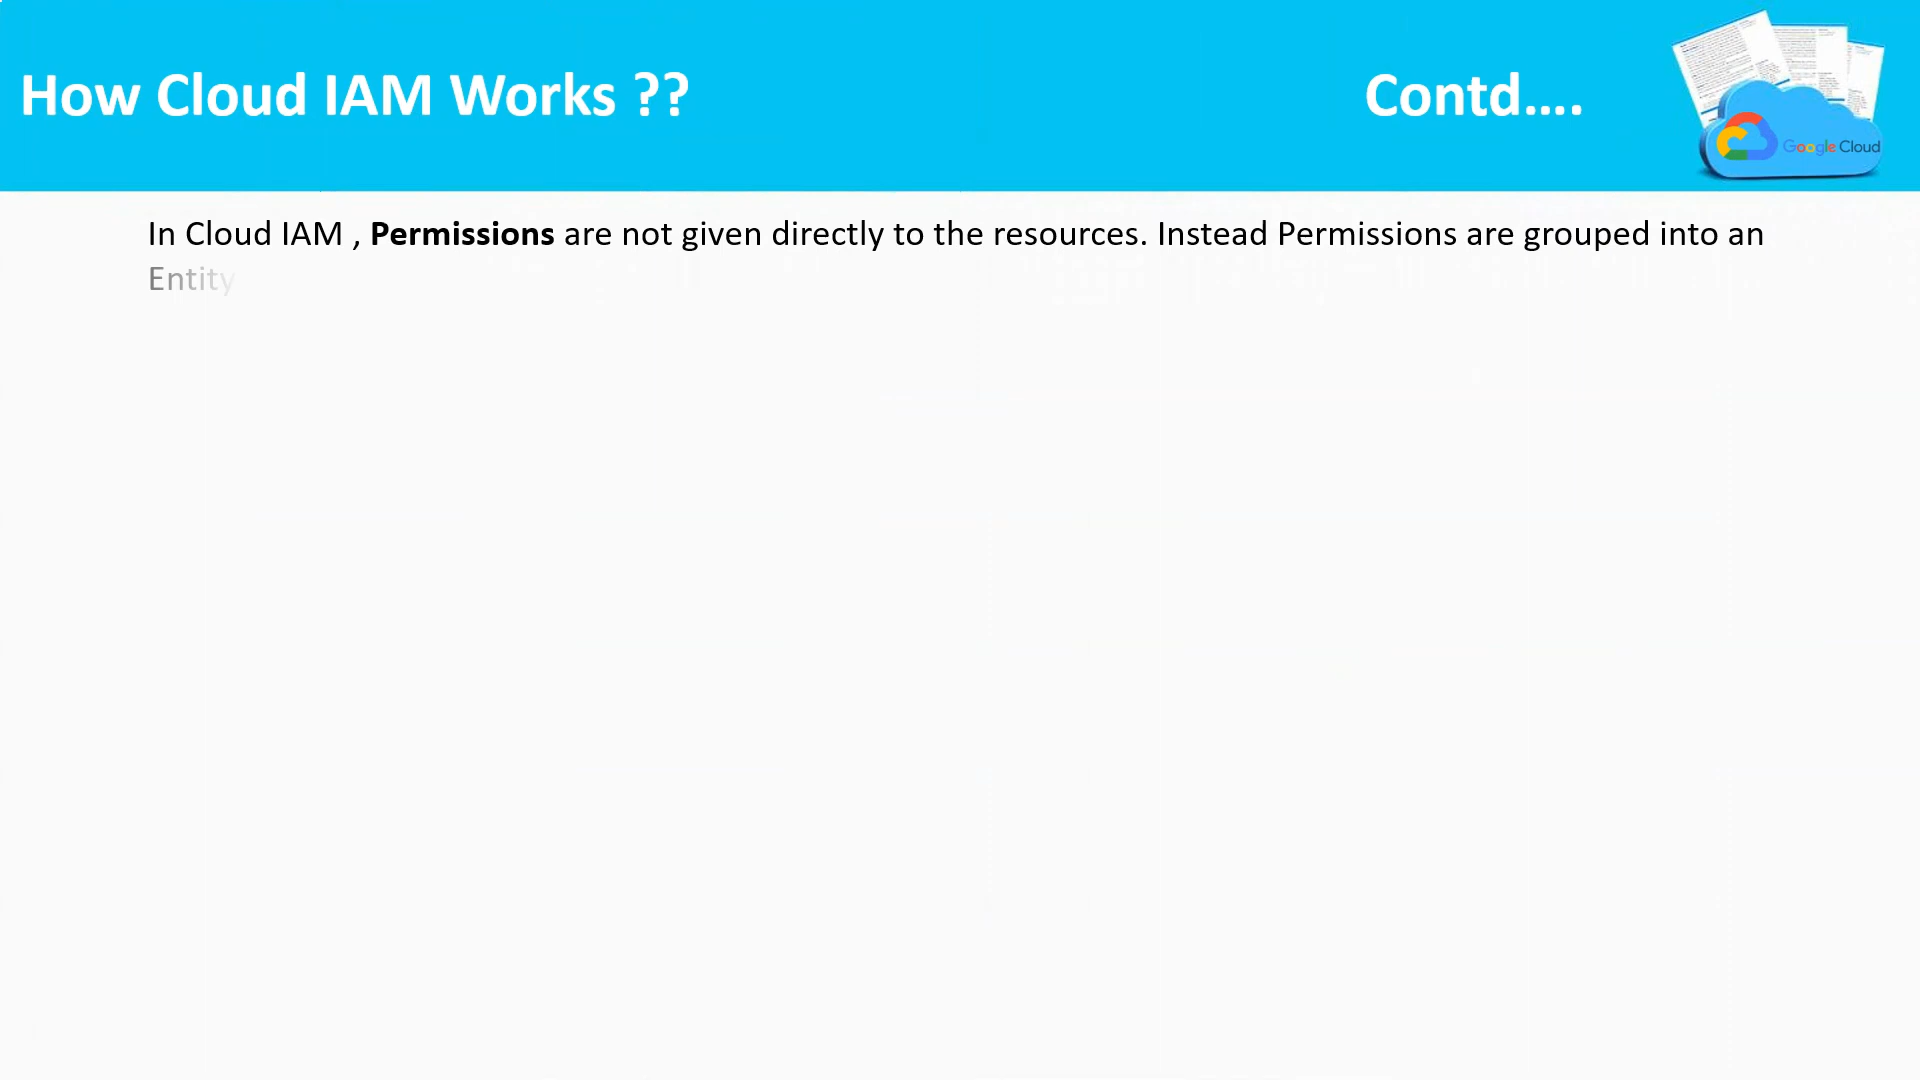 How Cloud IAM Works ??
Contd....
Google Cloud
In Cloud IAM , Permissions are not given directly to the resources. Instead Permissions are grouped into an
Entity